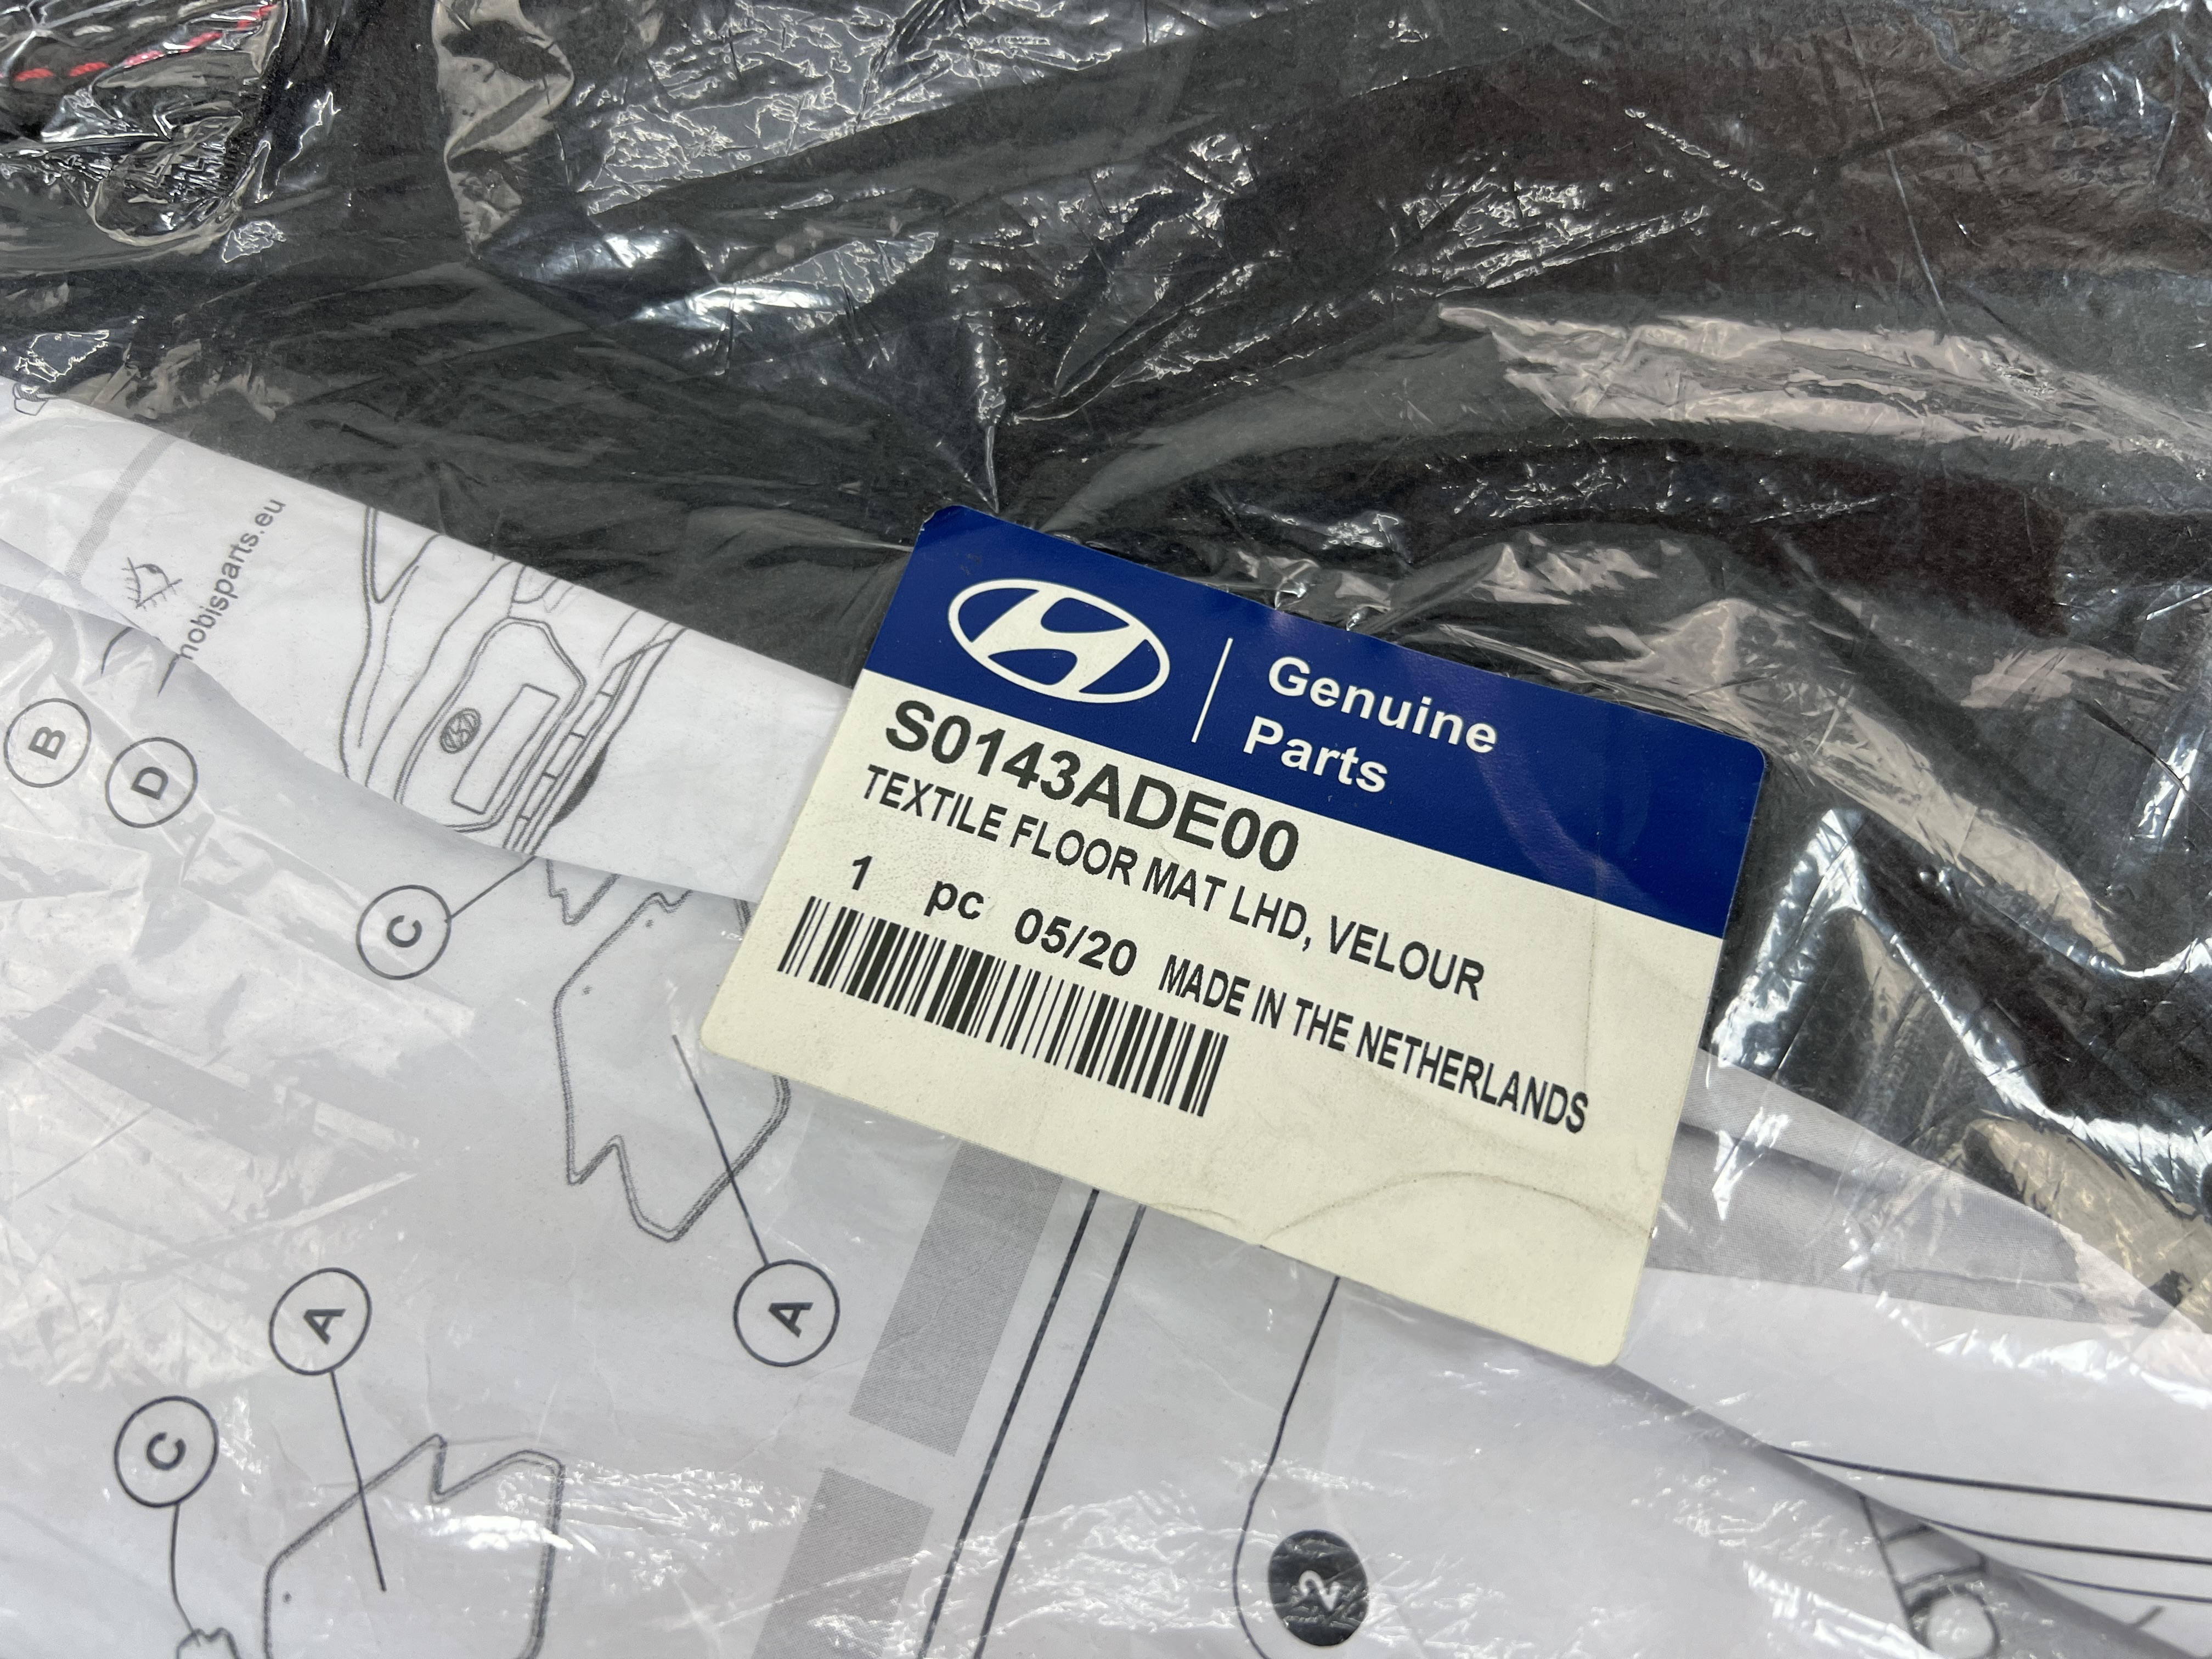 Genuine
Parts
S0143ADE00
TEXTILE FLOOR MAT LHD, VELOUR
1 pc 05/20 MADE IN THE NETHERLANDS
mobisparts.eu
B
D
C
A
A
C
2